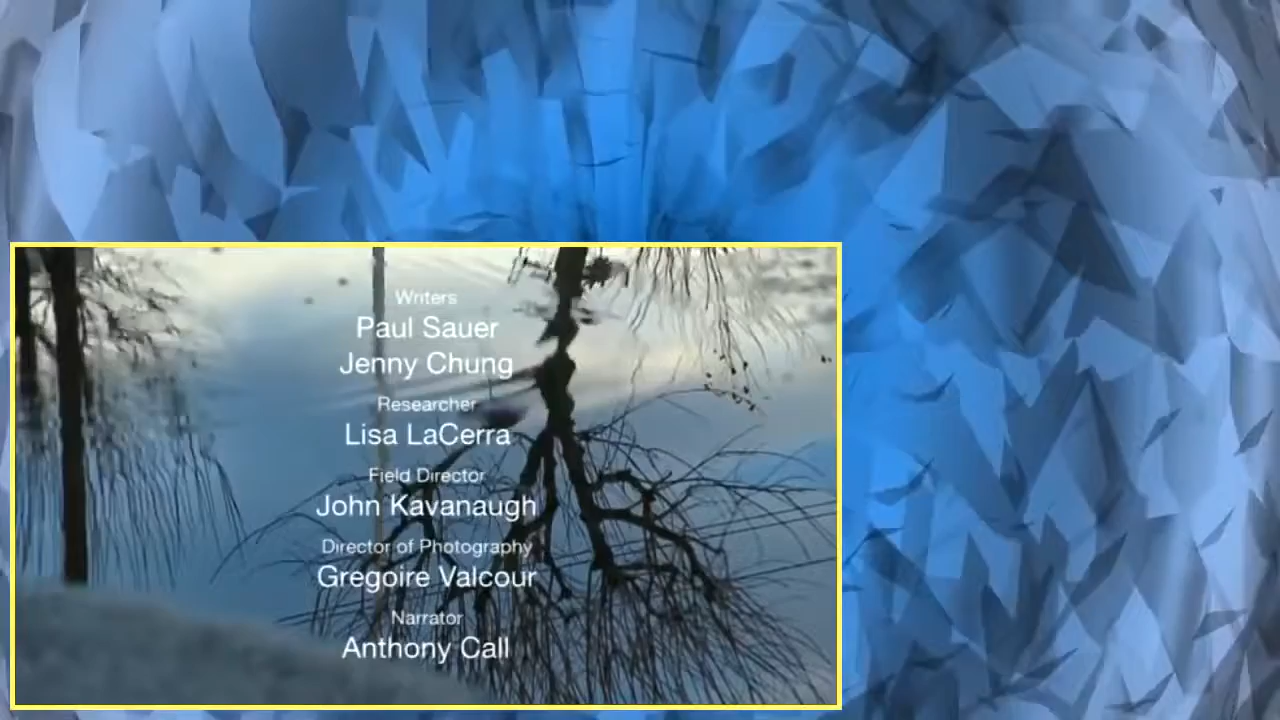 Writers
Paul Sauer
Jenny Chung
Researcher
Lisa LaCerra
Field Director
John Kavanaugh
Director of Photography
Gregoire Valcour
Narrator
Anthony Call